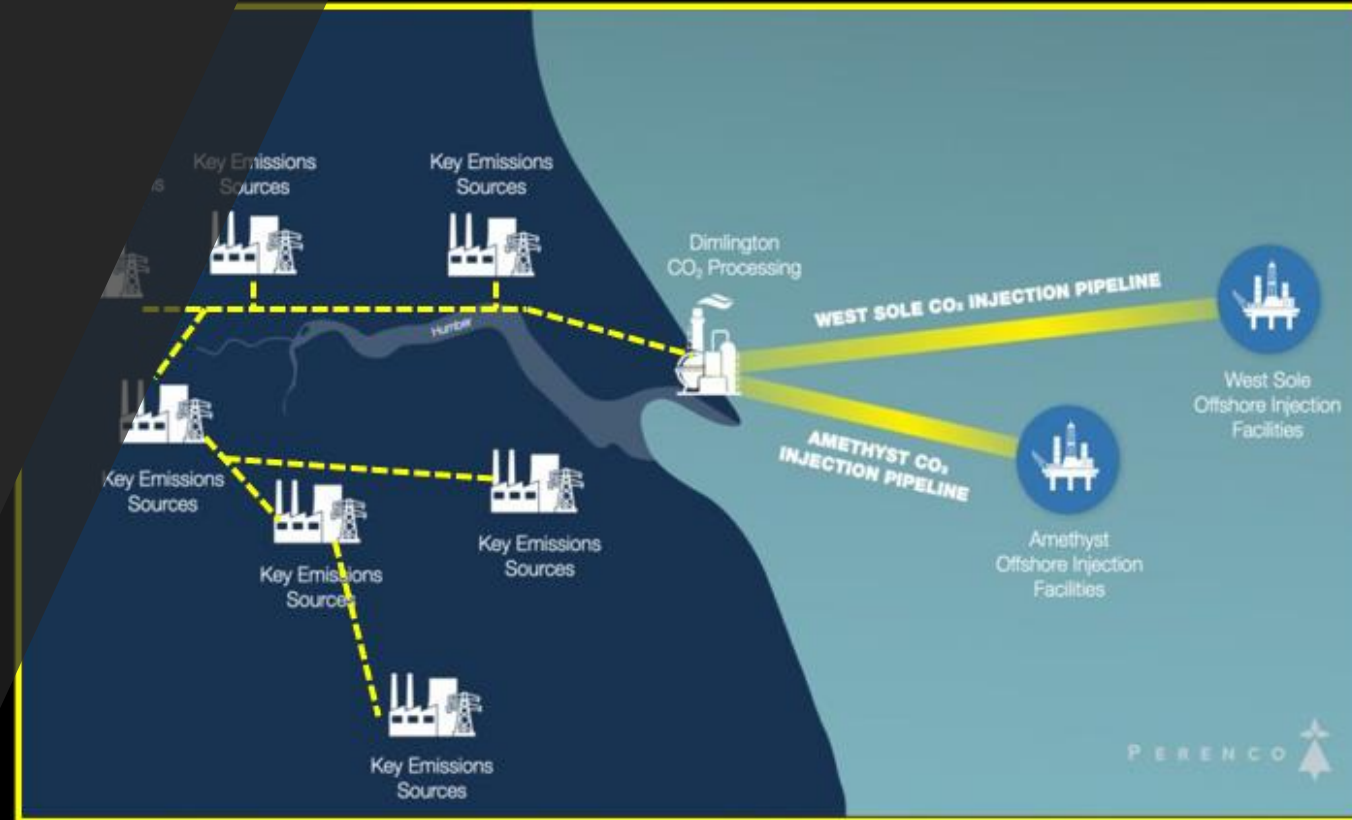 Key Emissions
Sources
Key Emissions
Sources
Dimlington
CO₂ Processing
WEST SOLE CO₂ INJECTION PIPELINE
Humber
West Sole
Offshore Injection
Facilities
Key Emissions
Sources
AMETHYST CO₂
INJECTION PIPELINE
Key Emissions
Sources
Key Emissions
Sources
Amethyst
Offshore Injection
Facilities
Key Emissions
Sources
PERENCO